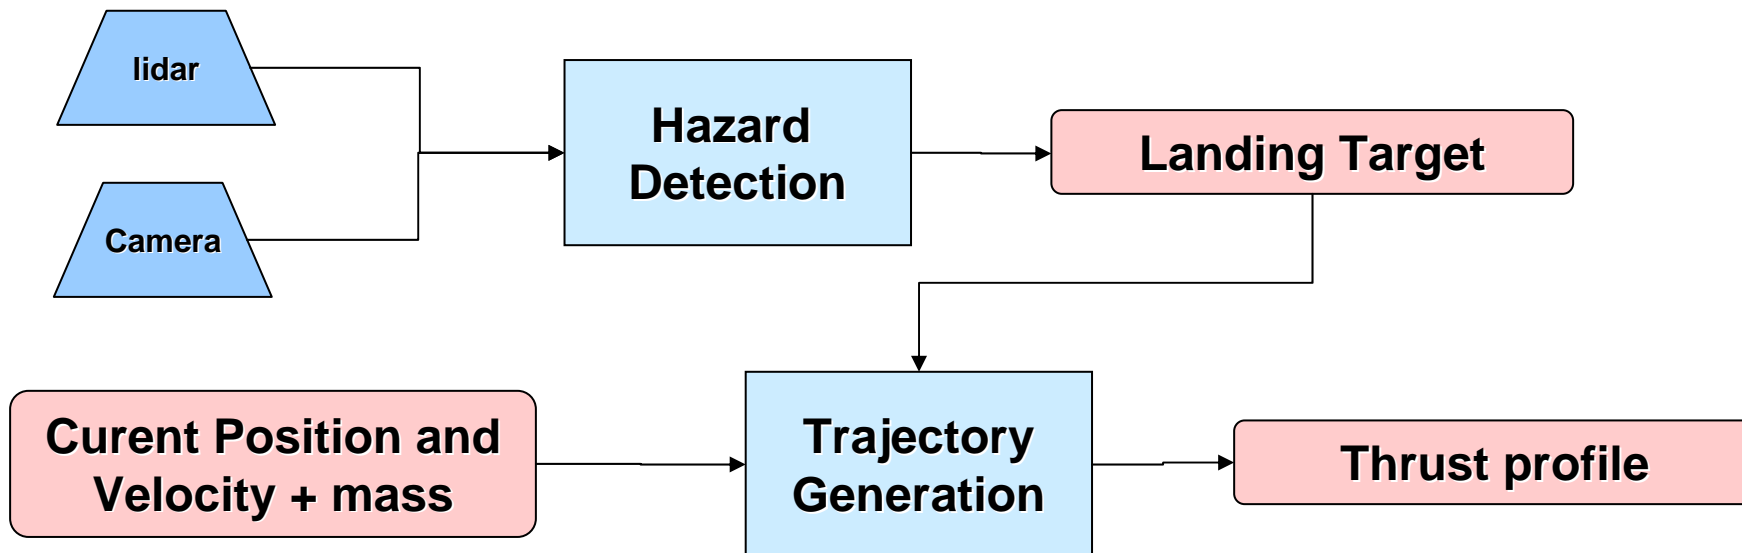 lidar
Hazard
Detection
Landing Target
Camera
Curent Position and
Velocity + mass
Trajectory
Generation
Thrust profile